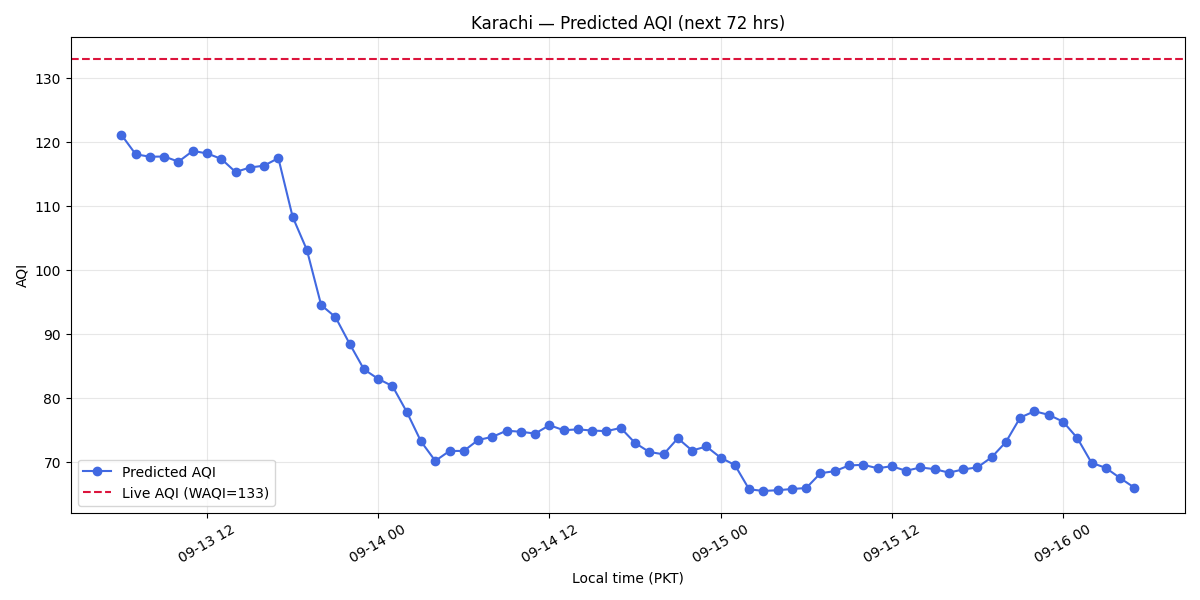 Karachi — Predicted AQI (next 72 hrs)
AQI
130
120
110
100
90
80
70
Predicted AQI
Live AQI (WAQI=133)
09-13 12
09-14 00
09-14 12
09-15 00
09-15 12
09-16 00
Local time (PKT)